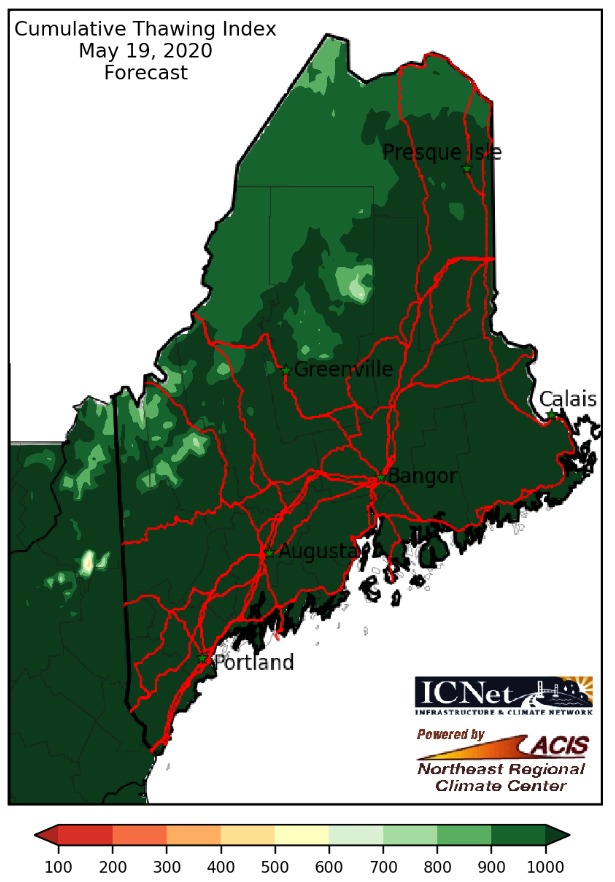 Cumulative Thawing Index
May 19, 2020
Forecast
Presque Isle
Greenville
Calais
Bangor
Augusta
Portland
ICNet
INFRASTRUCTURE & CLIMATE NETWORK
Powered by
ACIS
Northeast Regional
Climate Center
100 200 300 400 500 600 700 800 900 1000